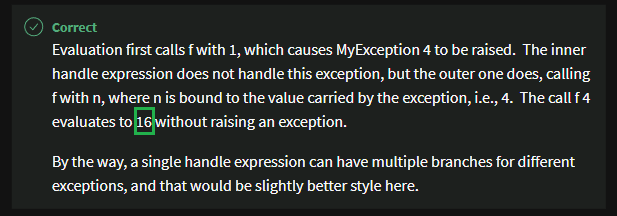 Correct
Evaluation first calls f with 1, which causes MyException 4 to be raised. The inner
handle expression does not handle this exception, but the outer one does, calling
f with n, where n is bound to the value carried by the exception, i.e., 4. The call f 4
evaluates to 16 without raising an exception.
By the way, a single handle expression can have multiple branches for different
exceptions, and that would be slightly better style here.